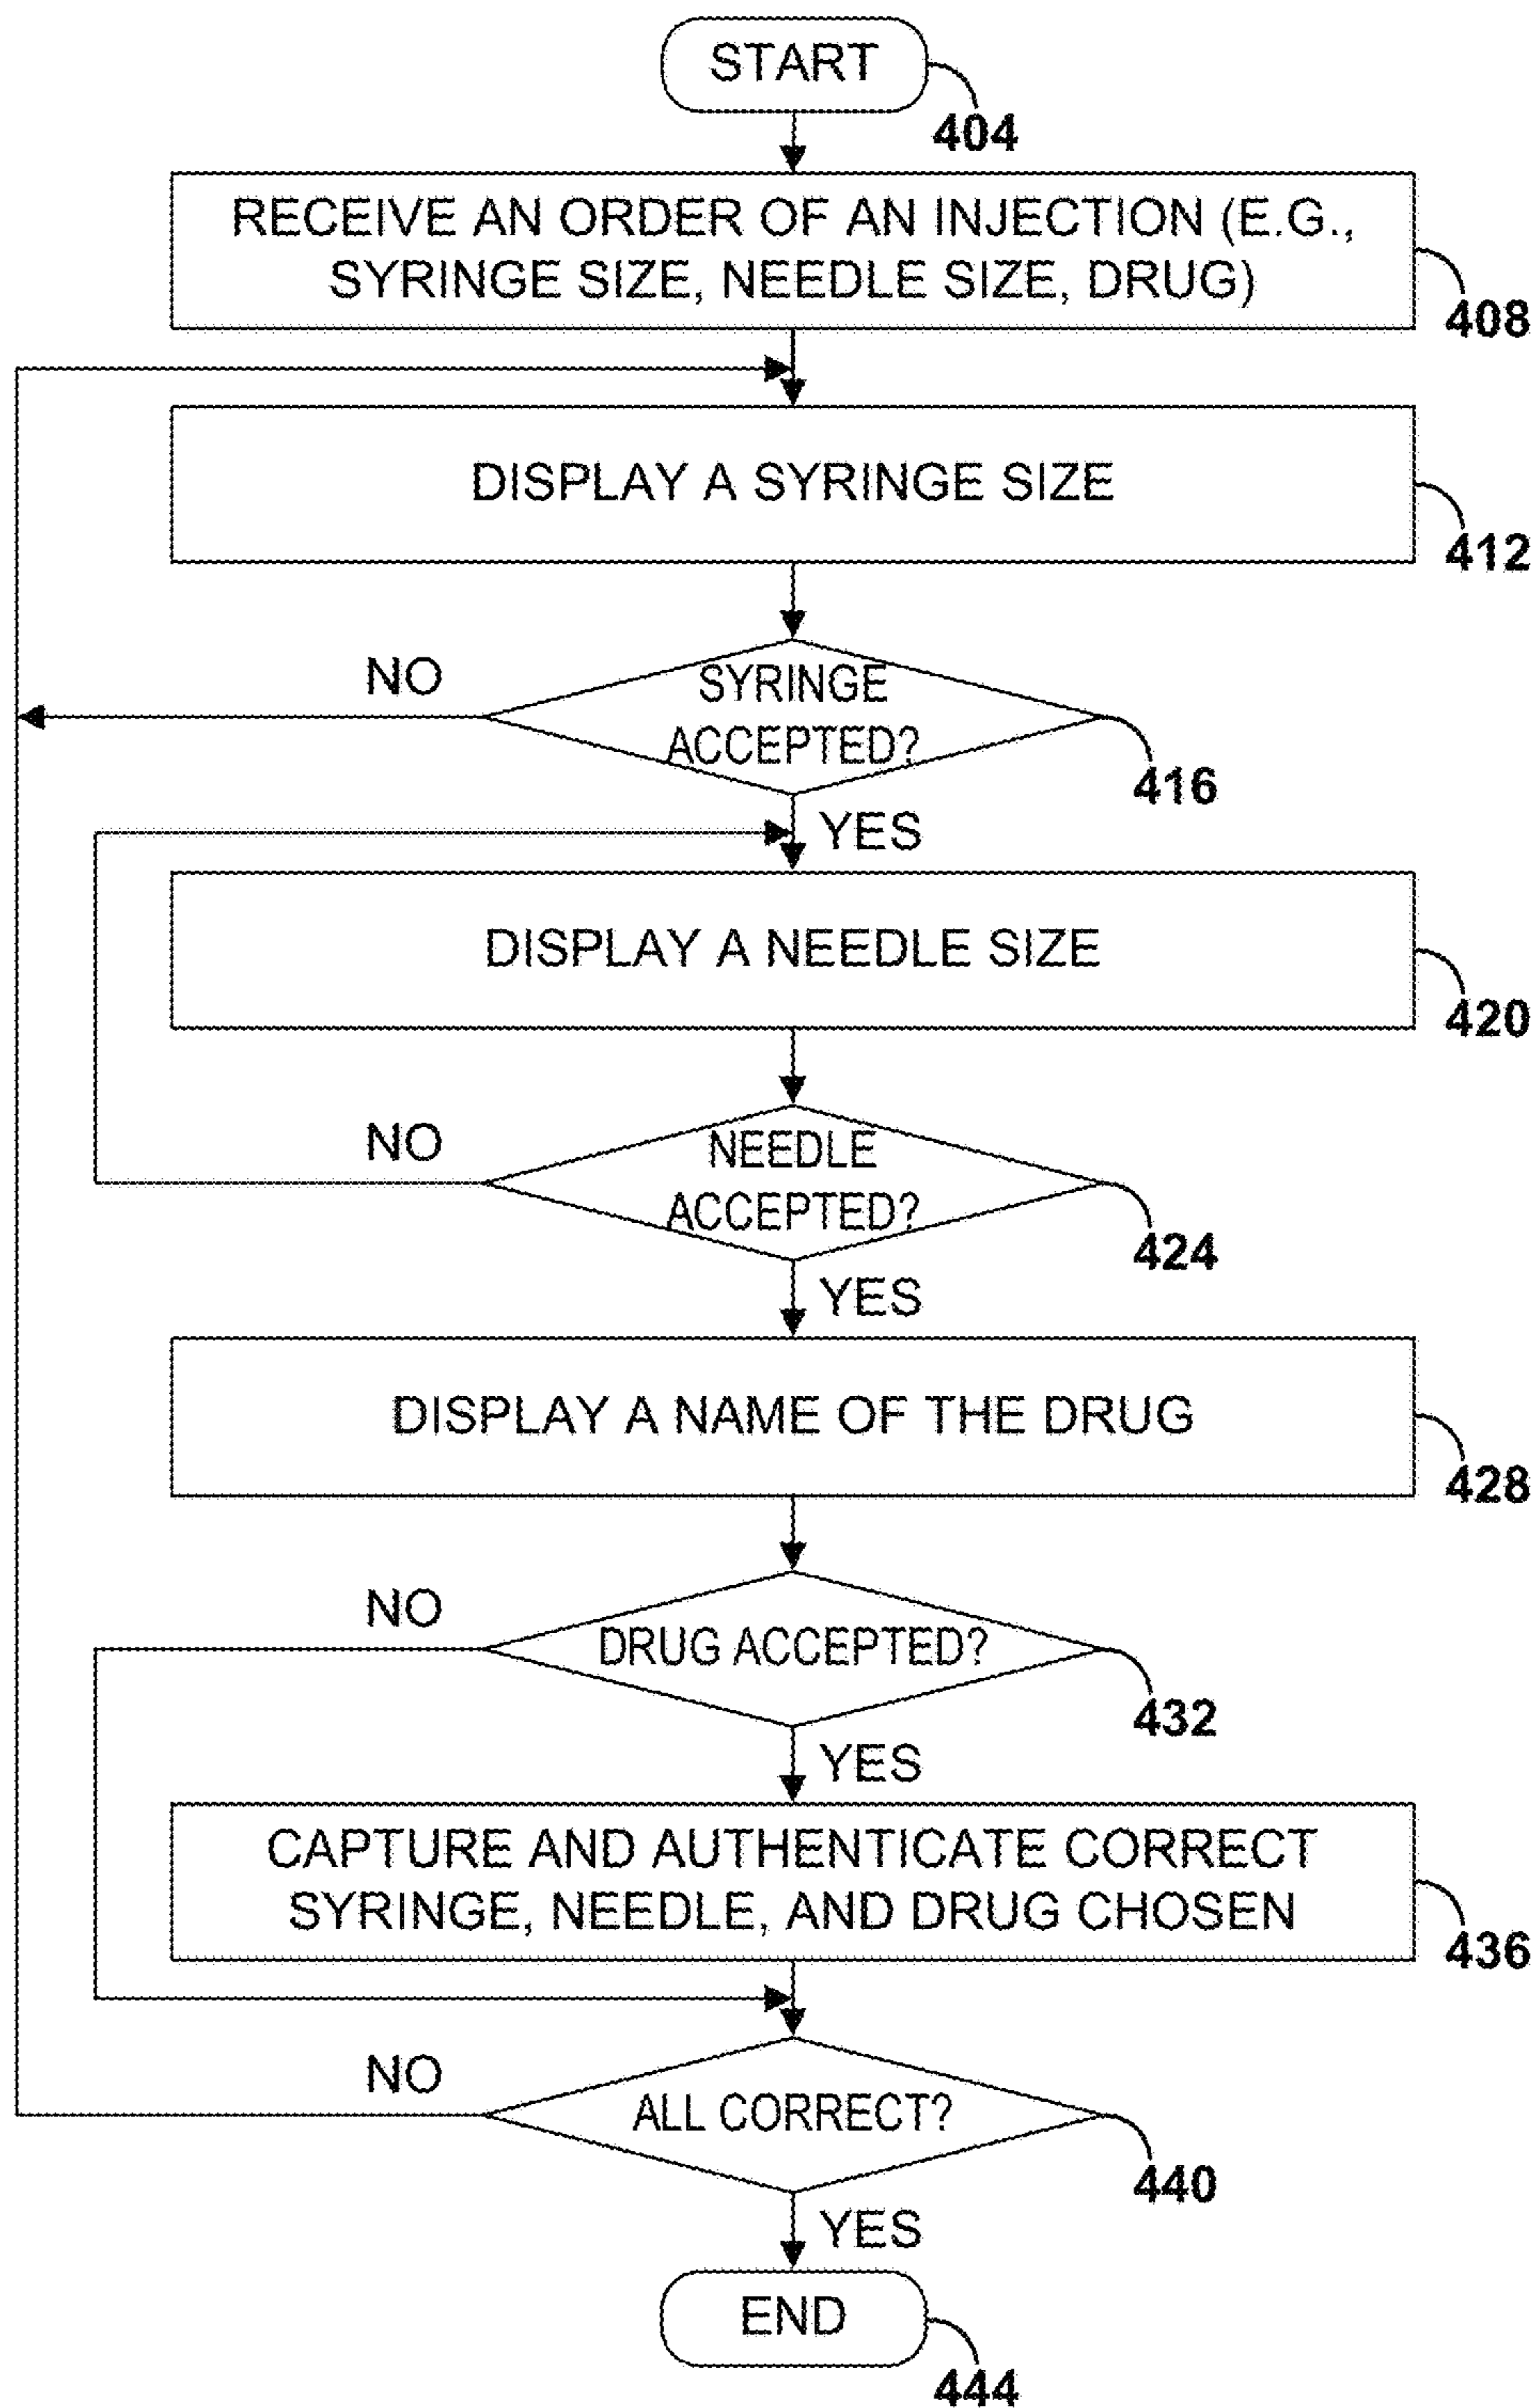 START
404
RECEIVE AN ORDER OF AN INJECTION (E.G.,
SYRINGE SIZE, NEEDLE SIZE, DRUG)
408
DISPLAY A SYRINGE SIZE
412
NO
SYRINGE
ACCEPTED?
416
YES
DISPLAY A NEEDLE SIZE
420
NO
NEEDLE
ACCEPTED?
424
YES
DISPLAY A NAME OF THE DRUG
428
NO
DRUG ACCEPTED?
432
YES
CAPTURE AND AUTHENTICATE CORRECT
SYRINGE, NEEDLE, AND DRUG CHOSEN
436
NO
ALL CORRECT?
440
YES
END
444